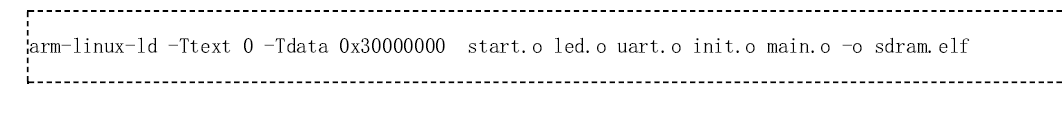 arm-linux-ld -Ttext 0 -Tdata 0x30000000  start.o led.o uart.o init.o main.o -o sdram.elf